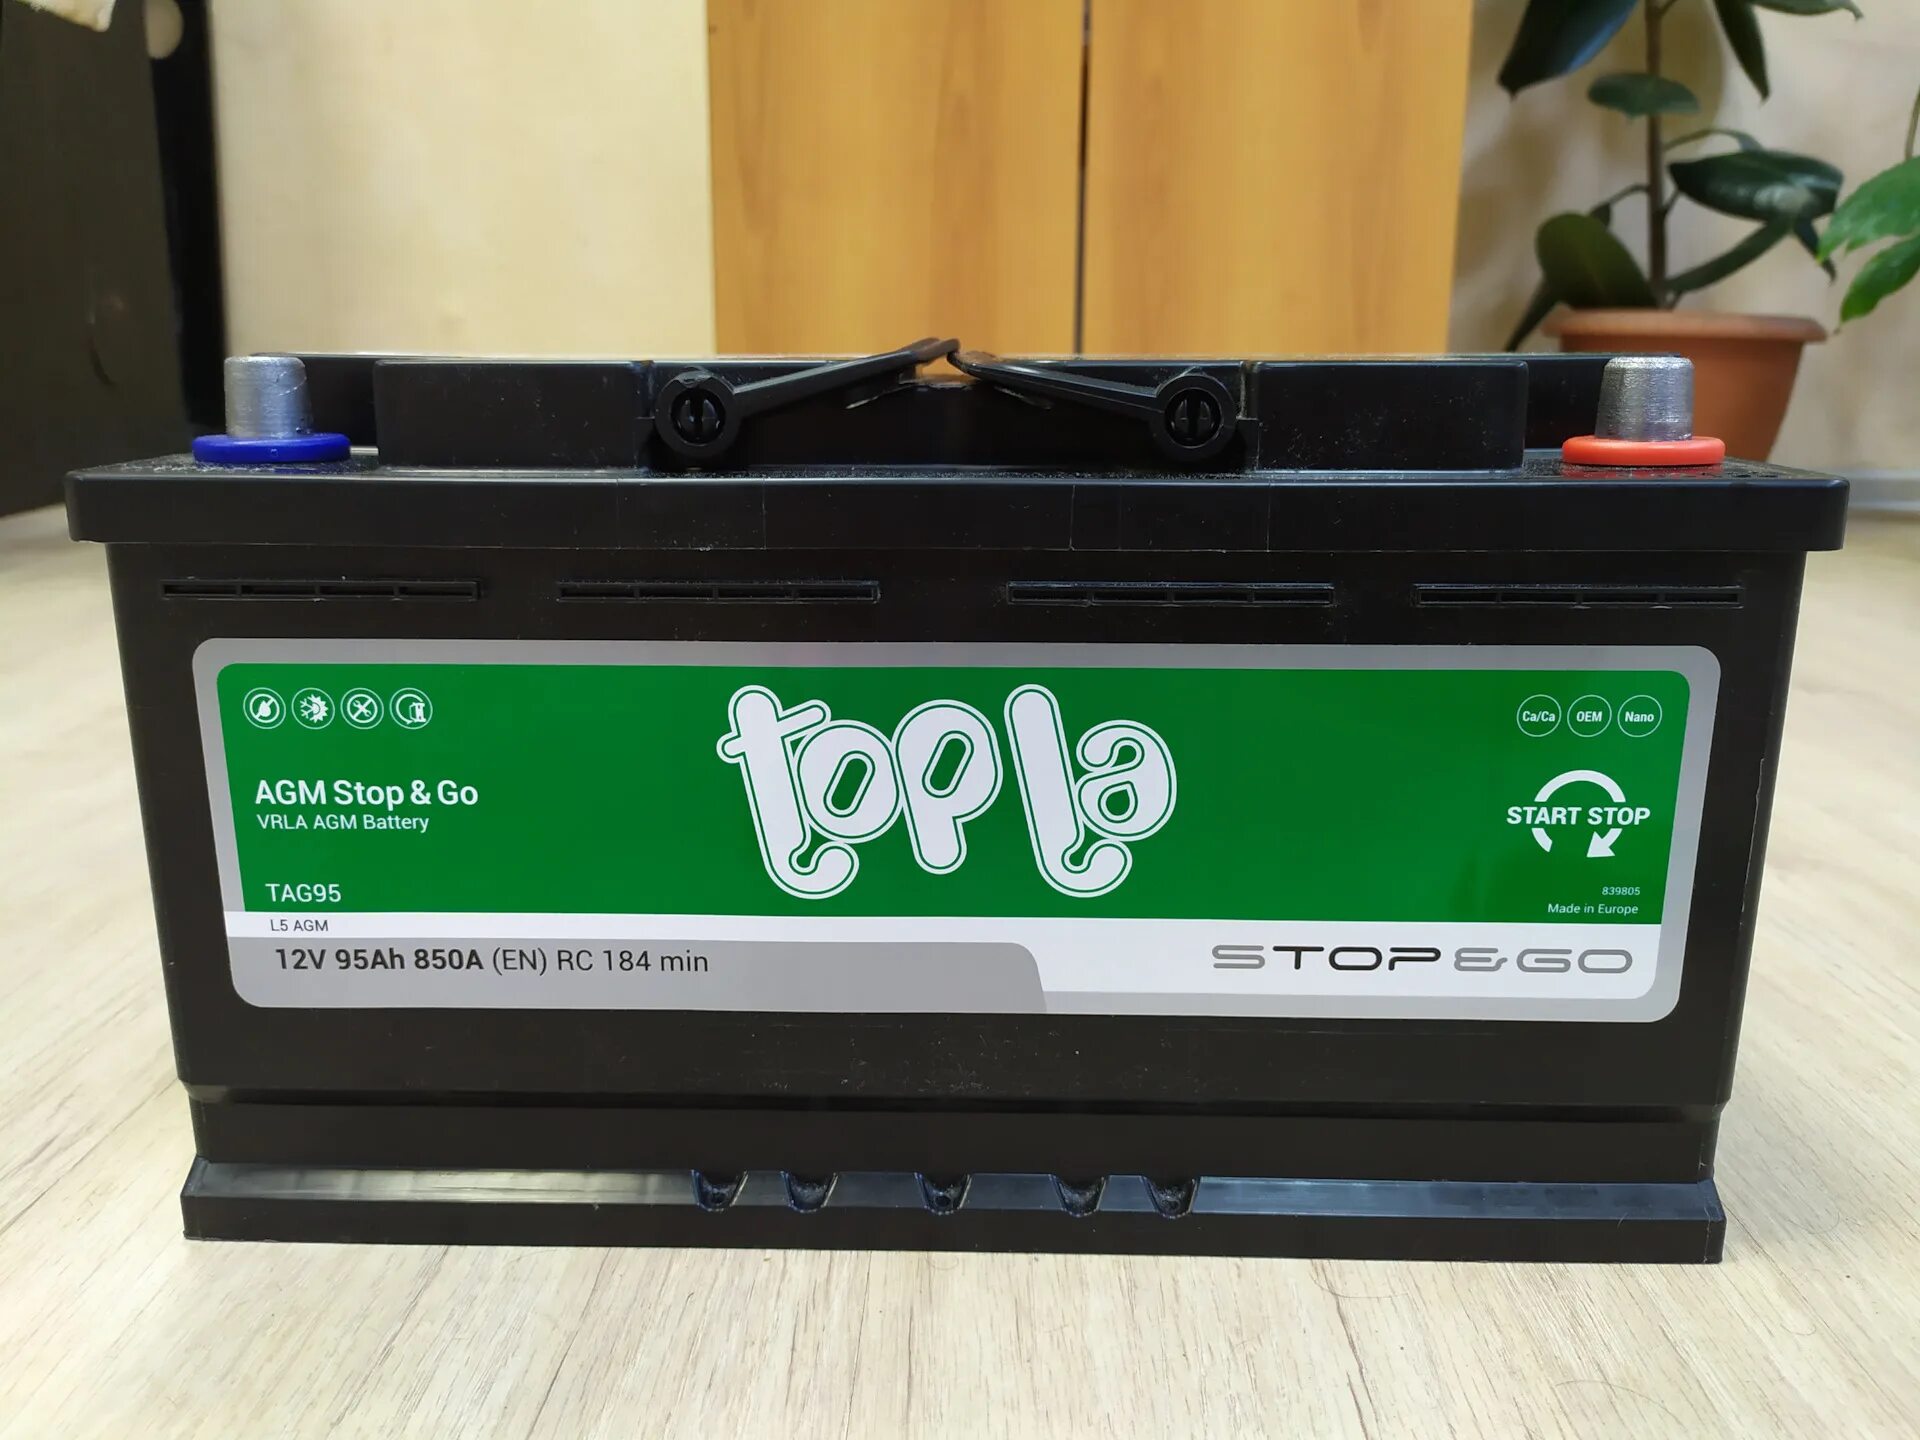 topla
Ca/Ca OEM Nano
AGM Stop & Go
VRLA AGM Battery
START STOP
TAG95
839805
Made in Europe
L5 AGM
12V 95Ah 850A (EN) RC 184 min
STOP&GO